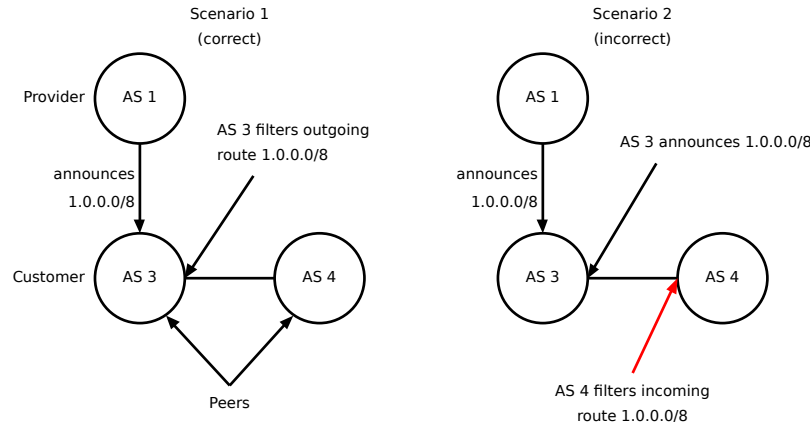 Scenario 1
(correct)
Provider
AS 1
AS 3 filters outgoing
route 1.0.0.0/8
announces
1.0.0.0/8
Customer
AS 3
AS 4
Peers
Scenario 2
(incorrect)
AS 1
AS 3 announces 1.0.0.0/8
announces
1.0.0.0/8
AS 3
AS 4
AS 4 filters incoming
route 1.0.0.0/8